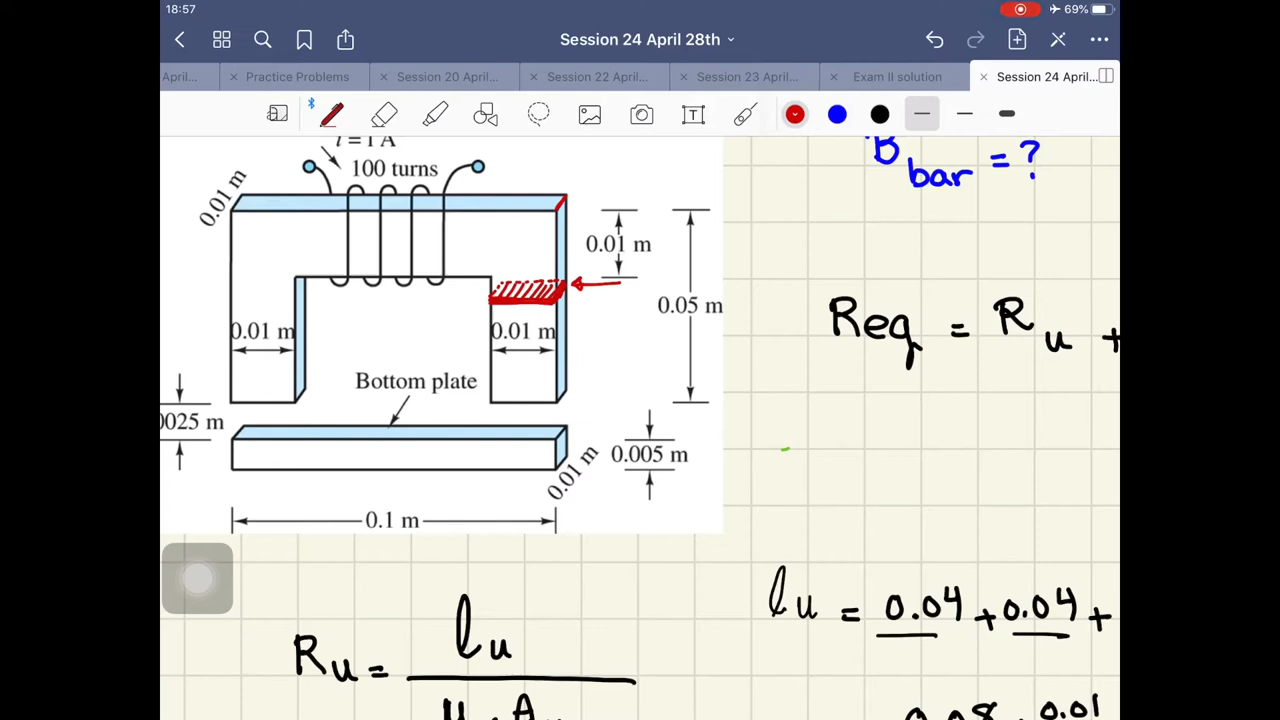 18:57
69%
Session 24 April 28th
April...
Practice Problems
Session 20 April...
Session 22 April...
Session 23 April...
Exam II solution
Session 24 April...
i = 1 A
100 turns
0.01 m
0.01 m
0.05 m
0.01 m
0.01 m
Bottom plate
0025 m
0.005 m
0.01 m
0.1 m
B bar = ?
Req = Ru +
lu = 0.04 + 0.04 +
Ru = lu
0.01